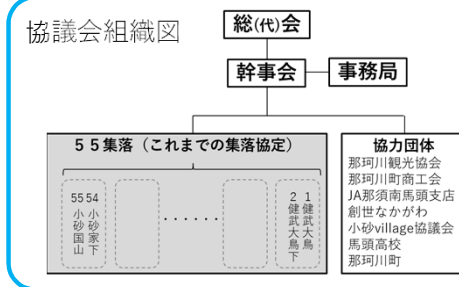 協議会組織図
総(代)会
幹事会
事務局
５５集落（これまでの集落協定）
1 健武大鳥
2 健武大鳥下
・・・・・・
54 小砂家下
55 小砂国山
協力団体
那珂川観光協会
那珂川町商工会
JA那須南馬頭支店
創世なかがわ
小砂village協議会
馬頭高校
那珂川町